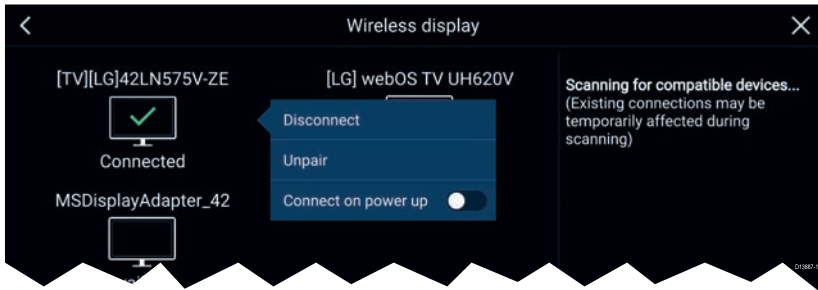 Wireless display
[TV][LG]42LN575V-ZE
[LG] webOS TV UH620V
Connected
MSDisplayAdapter_42
Disconnect
Unpair
Connect on power up
Scanning for compatible devices...
(Existing connections may be
temporarily affected during
scanning)
D13887-1